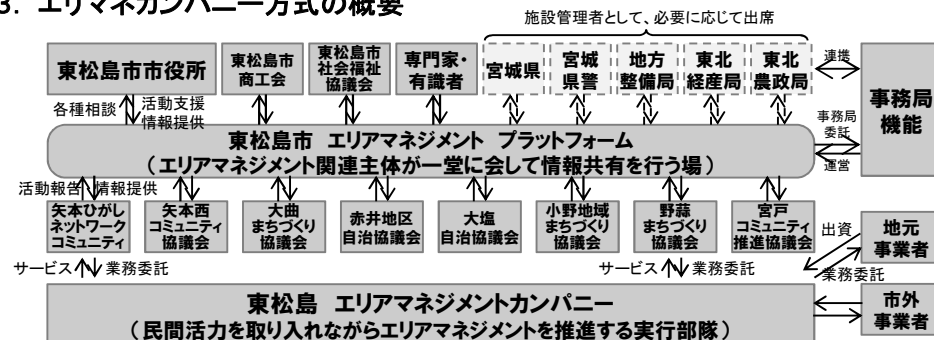 3. エリマネカンパニー方式の概要
施設管理者として、必要に応じて出席
東松島市市役所
東松島市
商工会
東松島市
社会福祉
協議会
専門家・
有識者
宮城県
宮城
県警
地方
整備局
東北
経産局
東北
農政局
連携
事務局
機能
各種相談
活動支援
情報提供
事務局
委託
運営
東松島市 エリアマネジメント プラットフォーム
(エリアマネジメント関連主体が一堂に会して情報共有を行う場)
活動報告
情報提供
矢本ひがし
ネットワーク
コミュニティ
矢本西
コミュニティ
協議会
大曲
まちづくり
協議会
赤井地区
自治協議会
大塩
自治協議会
小野地域
まちづくり
協議会
野蒜
まちづくり
協議会
宮戸
コミュニティ
推進協議会
出資
地元
事業者
業務委託
サービス
業務委託
サービス
業務委託
東松島 エリアマネジメントカンパニー
(民間活力を取り入れながらエリアマネジメントを推進する実行部隊)
市外
事業者